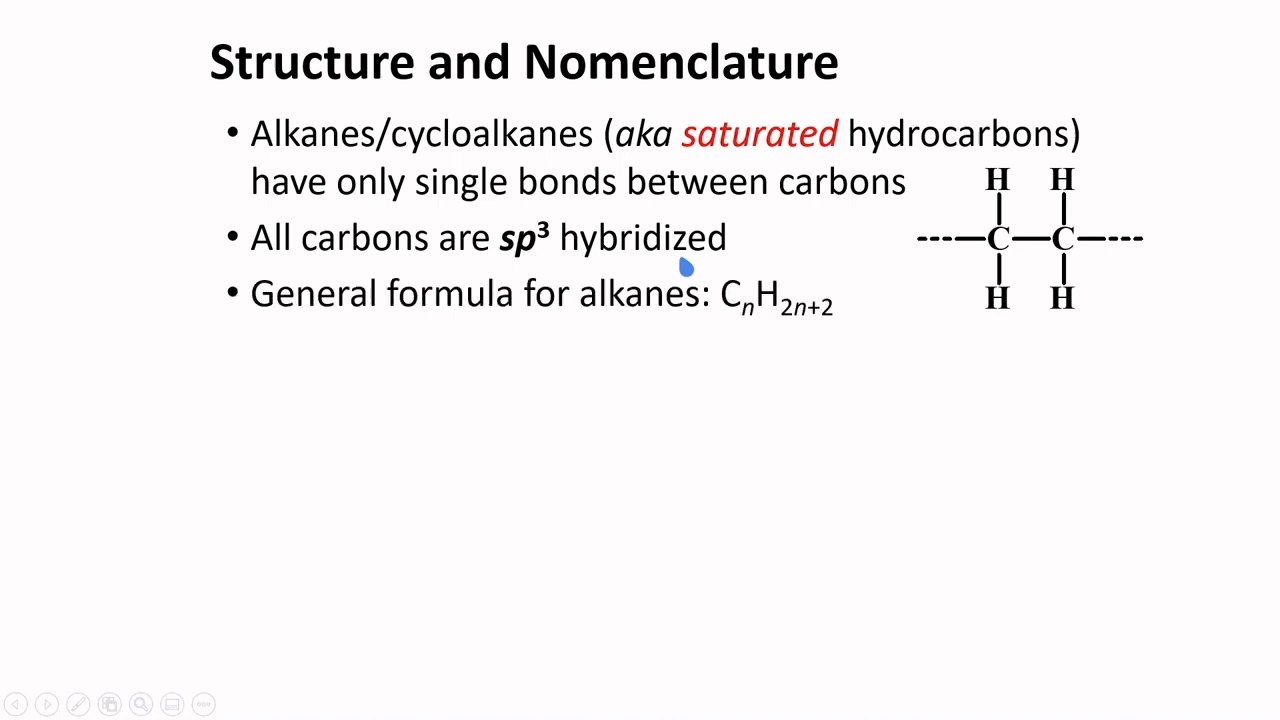 Structure and Nomenclature
• Alkanes/cycloalkanes (aka saturated hydrocarbons)
have only single bonds between carbons
• All carbons are sp³ hybridized
• General formula for alkanes: CₙH₂ₙ₊₂
H H
C C
H H